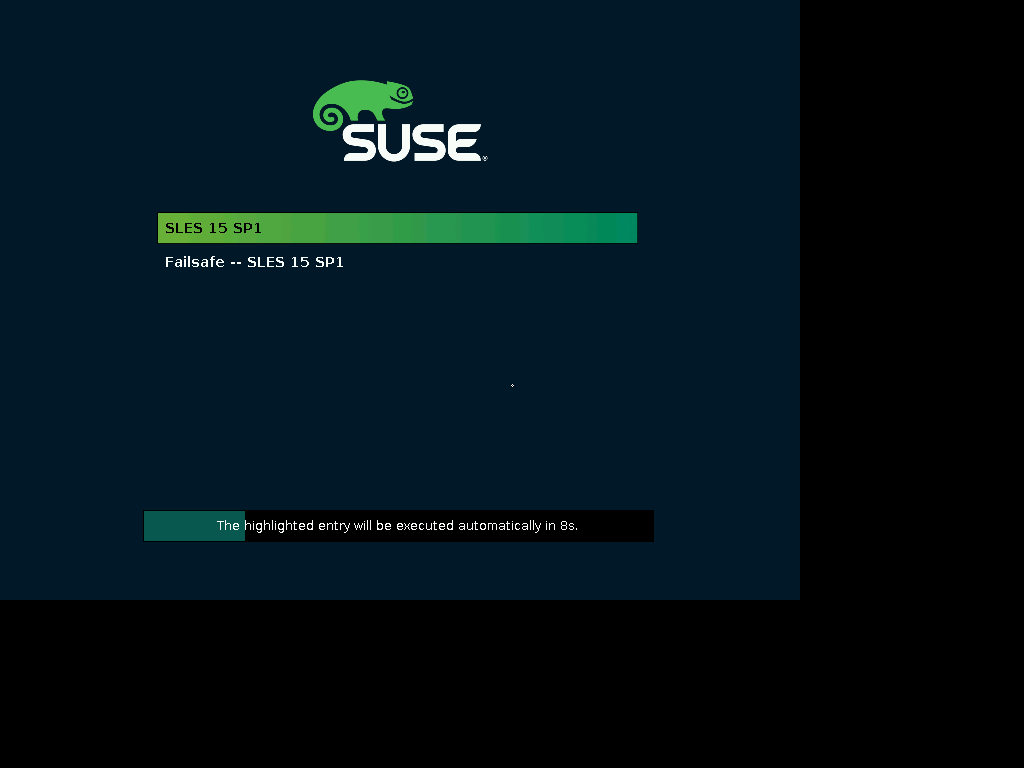 SUSE®
SLES 15 SP1
Failsafe -- SLES 15 SP1
The highlighted entry will be executed automatically in 8s.